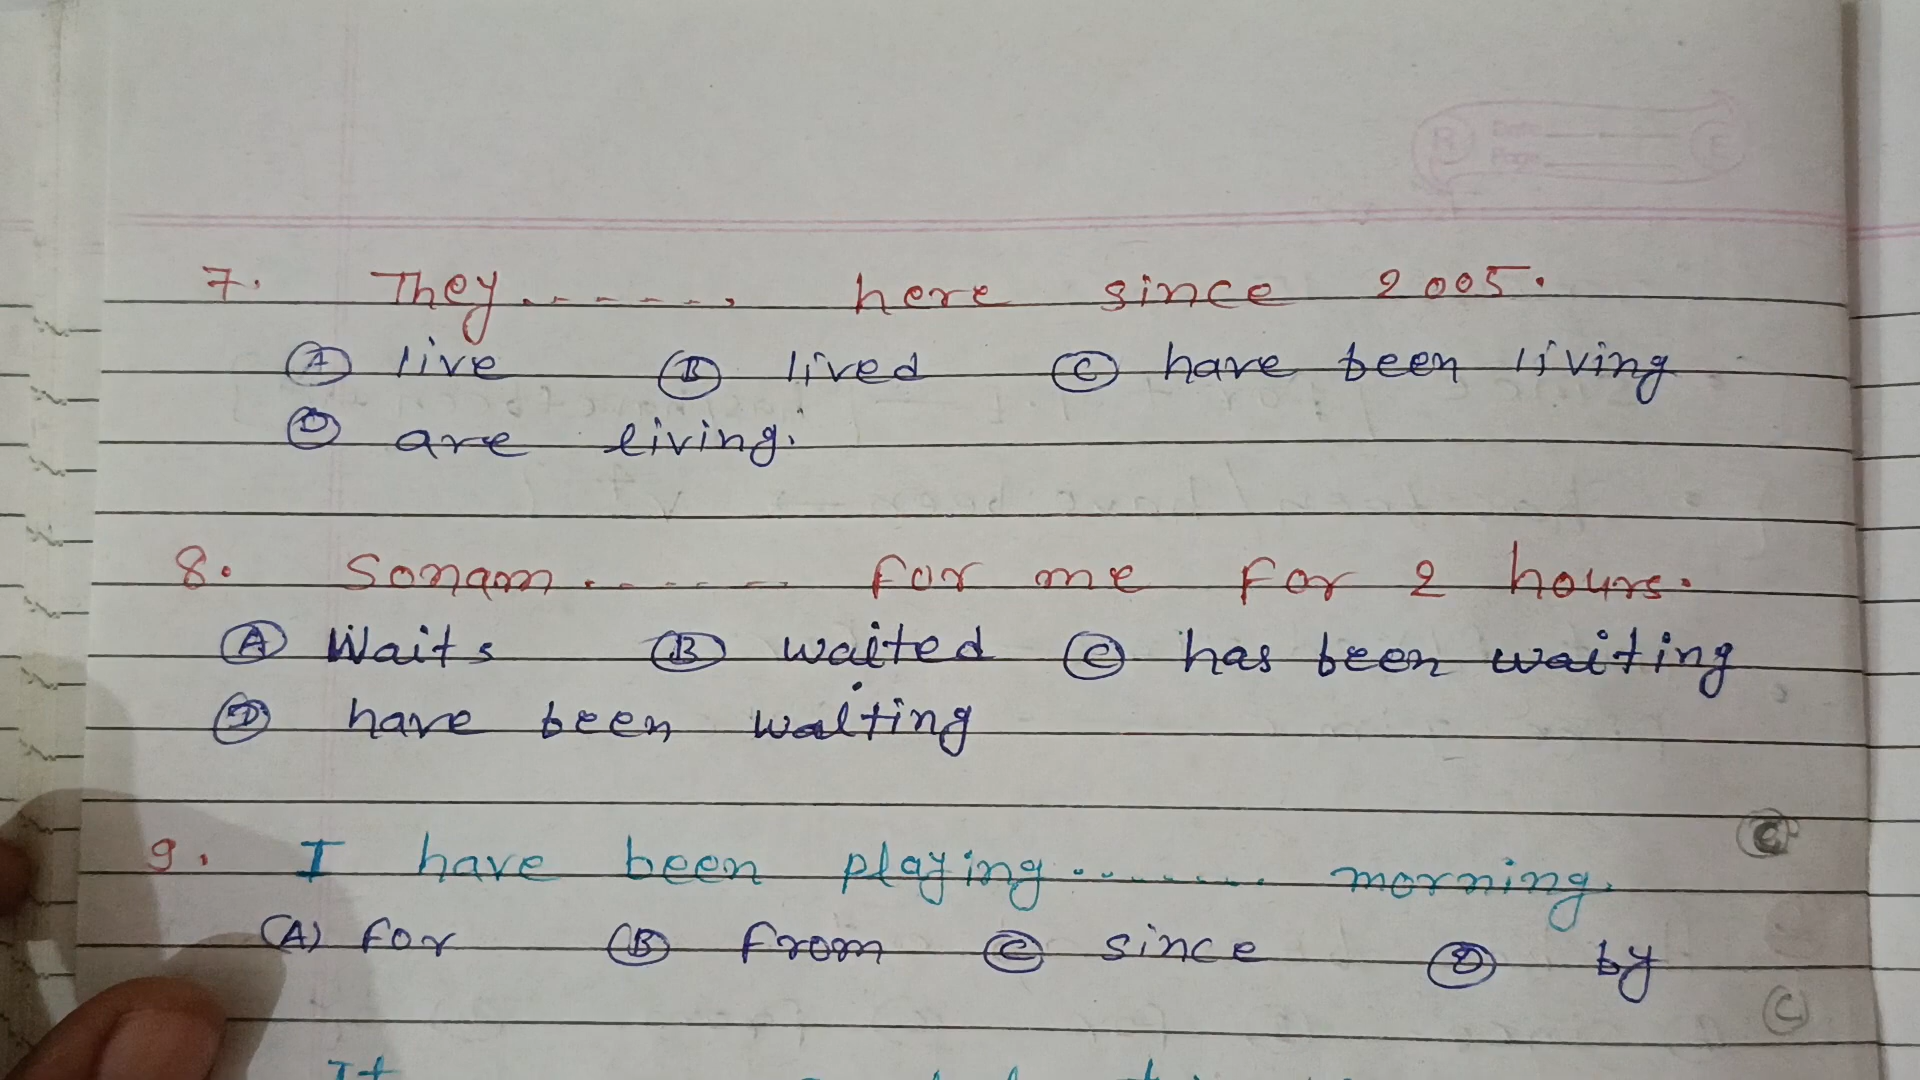 7. They....... here since 2005.
(A) live (B) lived (C) have been living
(D) are living.
8. Sonam....... for me for 2 hours.
(A) Waits (B) waited (C) has been waiting
(D) have been waiting
(C)
9. I have been playing........ morning.
(A) for (B) from (C) since (D) by
(C)
It